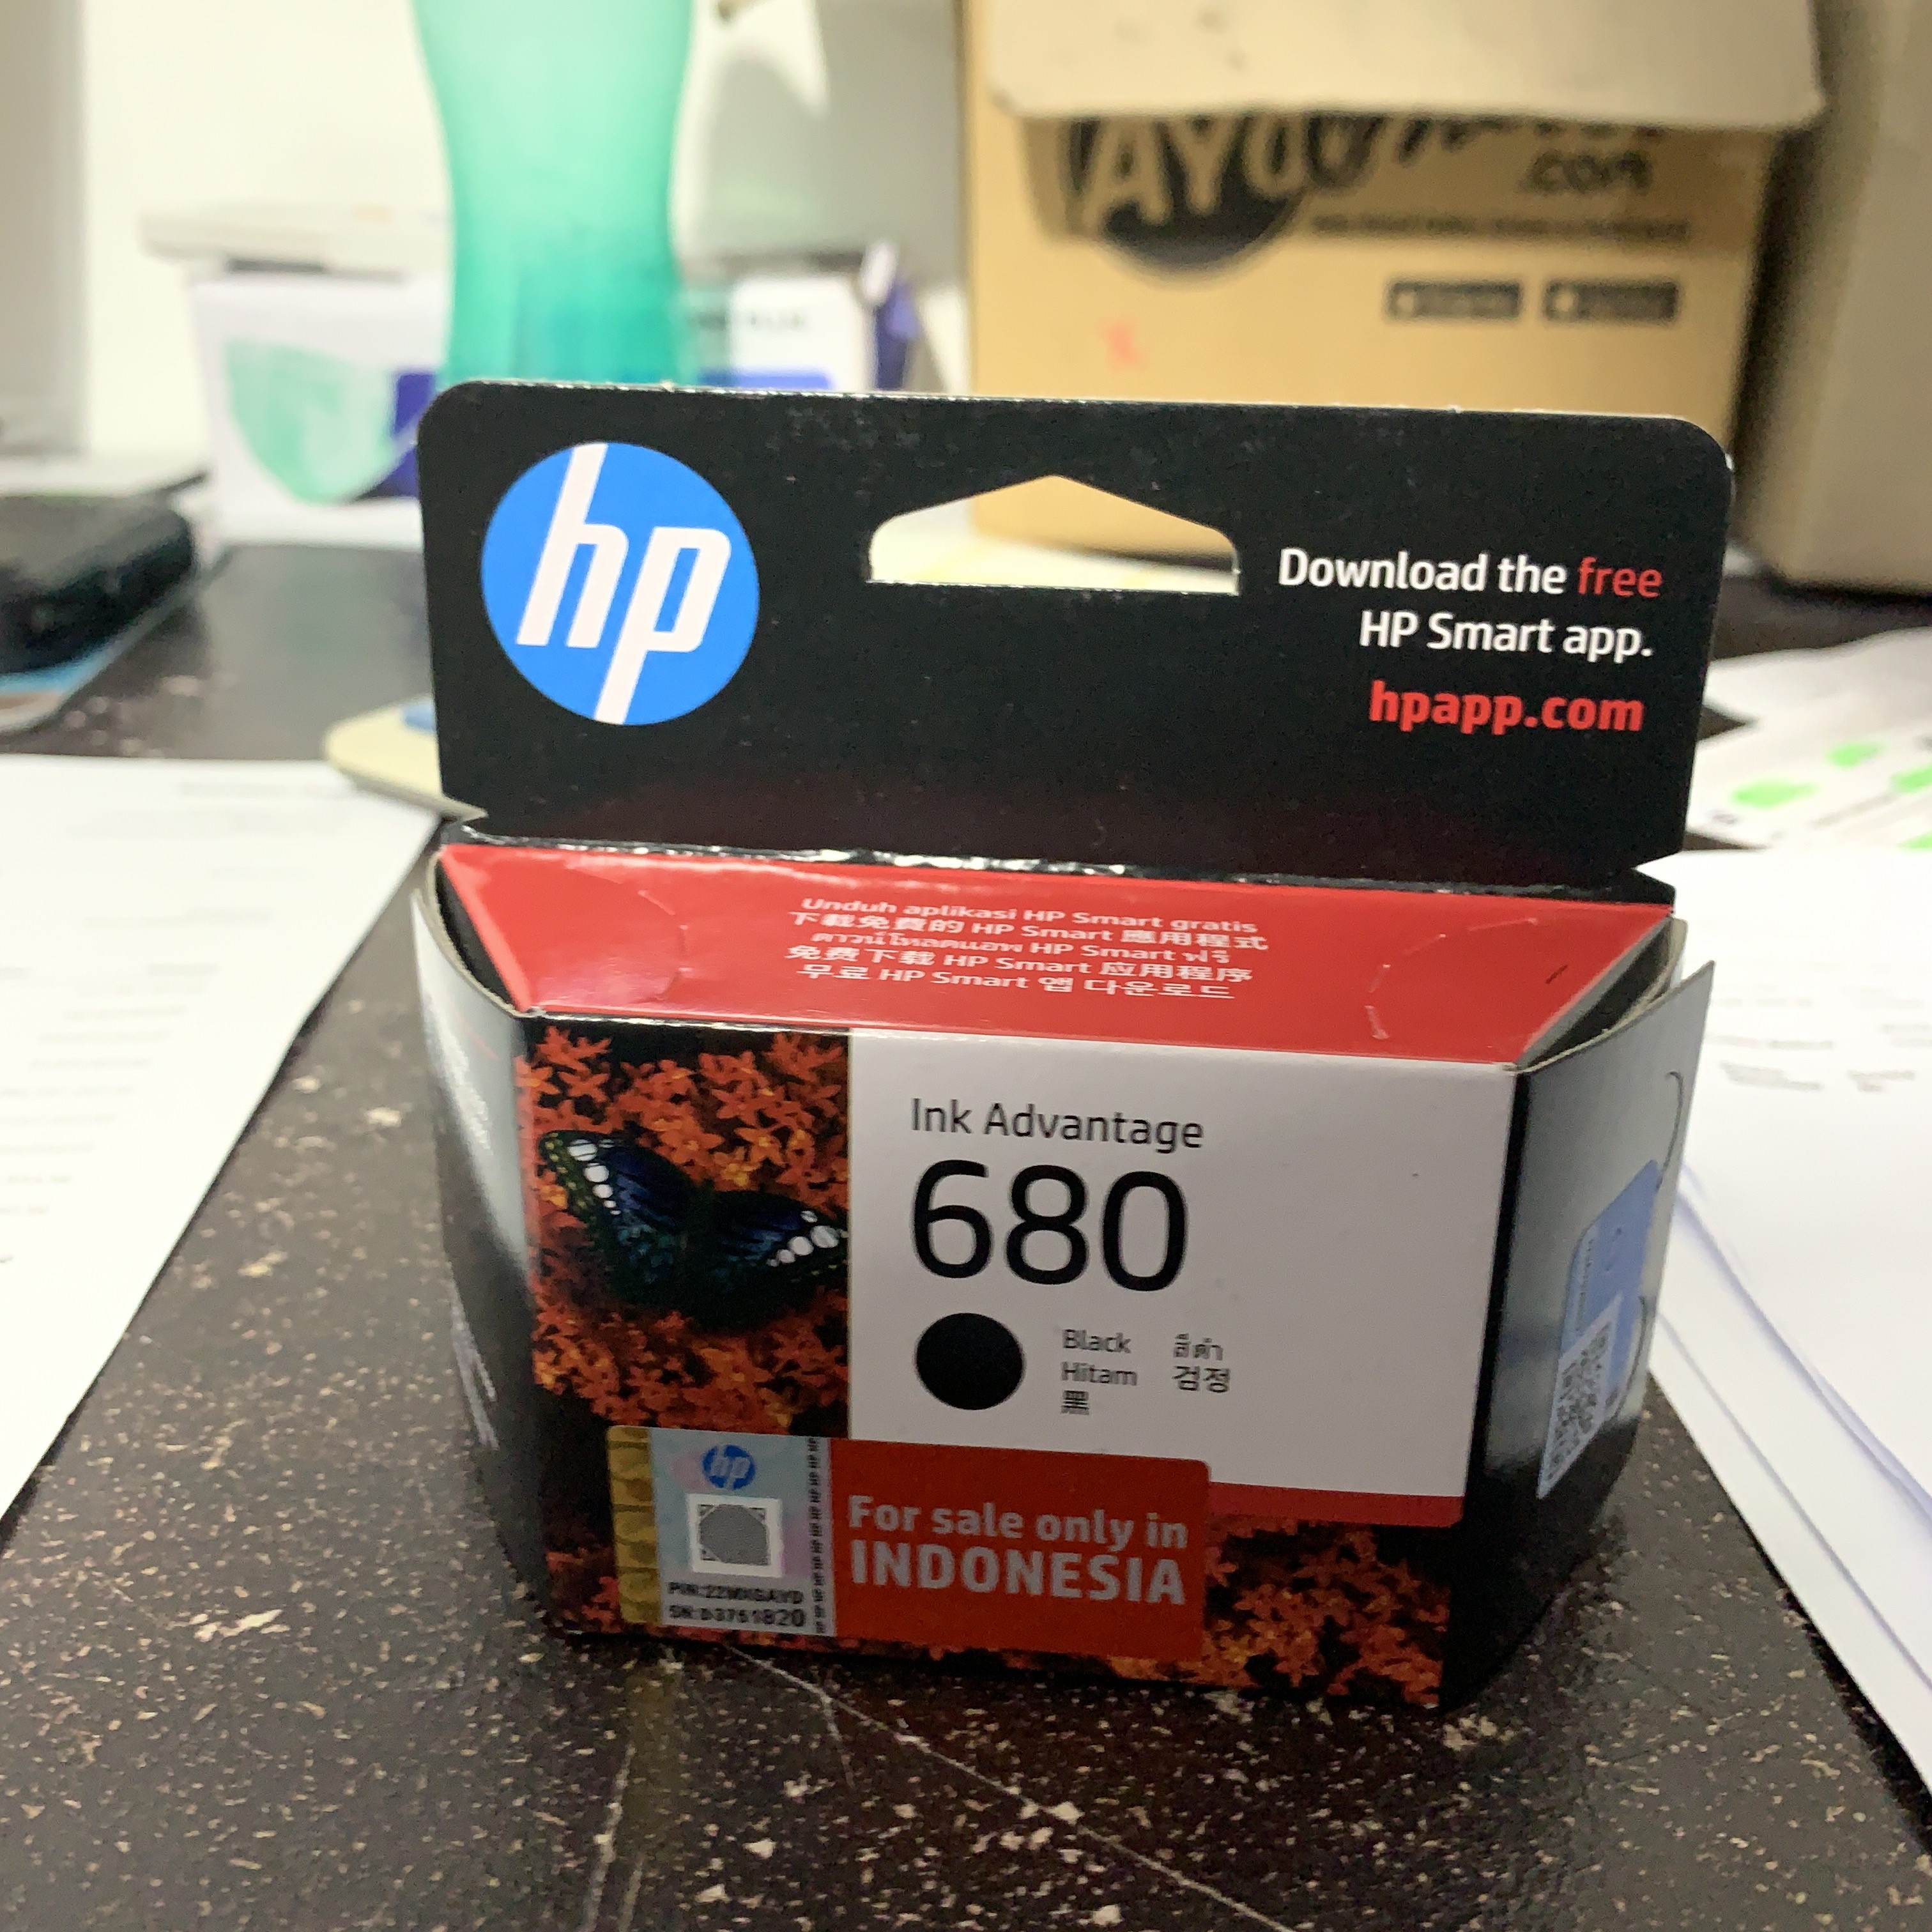 AYO
.com
hp
Download the free
HP Smart app.
hpapp.com
Unduh aplikasi HP Smart gratis
下載免費的 HP Smart 應用程式
ดาวน์โหลดแอพ HP Smart ฟรี
免费下载 HP Smart 应用程序
무료 HP Smart 앱 다운로드
Ink Advantage
680
Black สีดำ
Hitam 검정
黑
hp
For sale only in
INDONESIA
PIN:22MXGAYD